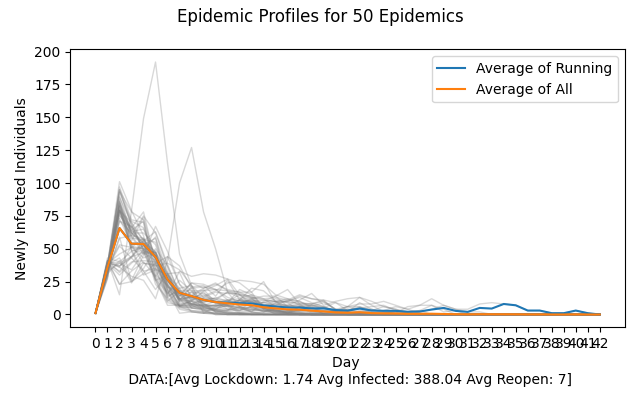 Epidemic Profiles for 50 Epidemics
200
175
150
125
100
75
50
25
0
Newly Infected Individuals
Average of Running
Average of All
0 1 2 3 4 5 6 7 8 9 10 11 12 13 14 15 16 17 18 19 20 21 22 23 24 25 26 27 28 29 30 31 32 33 34 35 36 37 38 39 40 41 42
Day
DATA:[Avg Lockdown: 1.74 Avg Infected: 388.04 Avg Reopen: 7]